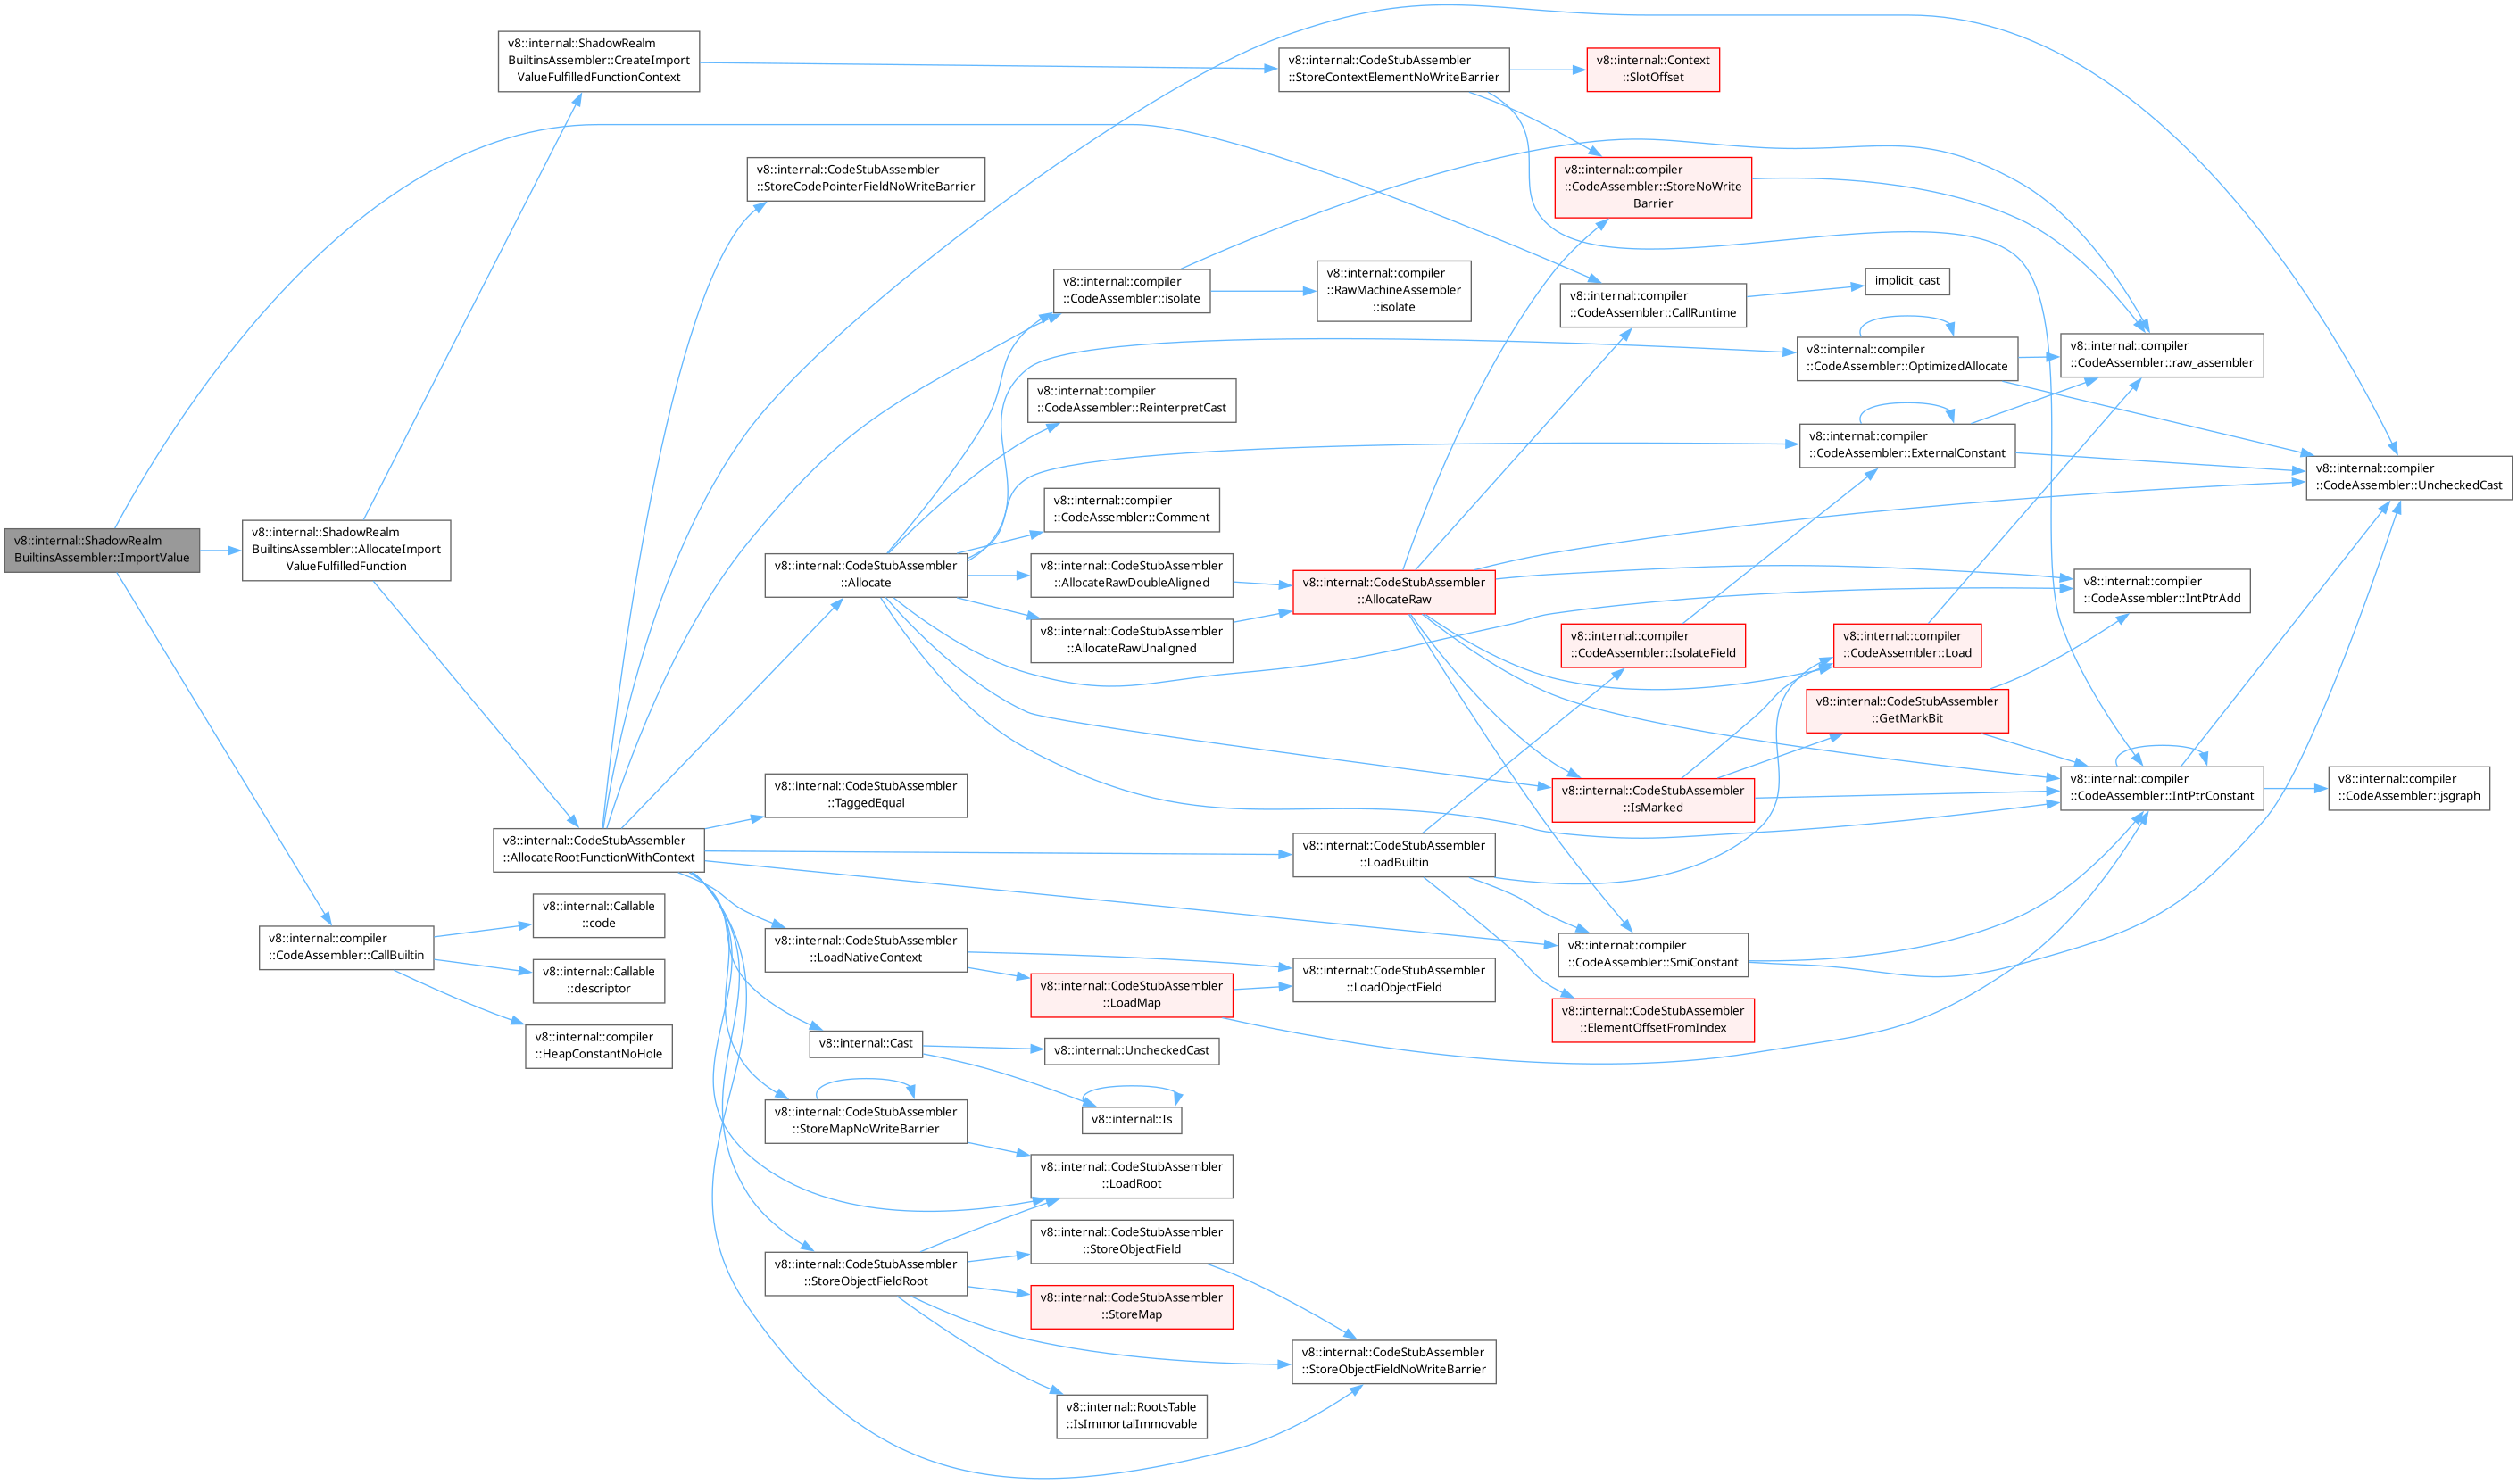 v8::internal::ShadowRealm
BuiltinsAssembler::ImportValue
v8::internal::ShadowRealm
BuiltinsAssembler::AllocateImport
ValueFulfilledFunction
v8::internal::compiler
::CodeAssembler::CallBuiltin
v8::internal::ShadowRealm
BuiltinsAssembler::CreateImport
ValueFulfilledFunctionContext
v8::internal::CodeStubAssembler
::AllocateRootFunctionWithContext
v8::internal::Callable
::code
v8::internal::Callable
::descriptor
v8::internal::compiler
::HeapConstantNoHole
v8::internal::CodeStubAssembler
::StoreCodePointerFieldNoWriteBarrier
v8::internal::CodeStubAssembler
::Allocate
v8::internal::CodeStubAssembler
::TaggedEqual
v8::internal::CodeStubAssembler
::LoadNativeContext
v8::internal::Cast
v8::internal::CodeStubAssembler
::StoreMapNoWriteBarrier
v8::internal::CodeStubAssembler
::StoreObjectFieldRoot
v8::internal::compiler
::CodeAssembler::isolate
v8::internal::compiler
::CodeAssembler::ReinterpretCast
v8::internal::compiler
::CodeAssembler::Comment
v8::internal::CodeStubAssembler
::AllocateRawDoubleAligned
v8::internal::CodeStubAssembler
::AllocateRawUnaligned
v8::internal::CodeStubAssembler
::LoadMap
v8::internal::UncheckedCast
v8::internal::Is
v8::internal::CodeStubAssembler
::LoadRoot
v8::internal::CodeStubAssembler
::StoreObjectField
v8::internal::CodeStubAssembler
::StoreMap
v8::internal::RootsTable
::IsImmortalImmovable
v8::internal::CodeStubAssembler
::StoreContextElementNoWriteBarrier
v8::internal::compiler
::RawMachineAssembler
::isolate
v8::internal::CodeStubAssembler
::AllocateRaw
v8::internal::CodeStubAssembler
::LoadBuiltin
v8::internal::CodeStubAssembler
::LoadObjectField
v8::internal::CodeStubAssembler
::StoreObjectFieldNoWriteBarrier
v8::internal::Context
::SlotOffset
v8::internal::compiler
::CodeAssembler::StoreNoWrite
Barrier
v8::internal::compiler
::CodeAssembler::CallRuntime
v8::internal::compiler
::CodeAssembler::IsolateField
v8::internal::CodeStubAssembler
::IsMarked
v8::internal::compiler
::CodeAssembler::SmiConstant
v8::internal::CodeStubAssembler
::ElementOffsetFromIndex
implicit_cast
v8::internal::compiler
::CodeAssembler::OptimizedAllocate
v8::internal::compiler
::CodeAssembler::ExternalConstant
v8::internal::compiler
::CodeAssembler::Load
v8::internal::CodeStubAssembler
::GetMarkBit
v8::internal::compiler
::CodeAssembler::raw_assembler
v8::internal::compiler
::CodeAssembler::IntPtrAdd
v8::internal::compiler
::CodeAssembler::IntPtrConstant
v8::internal::compiler
::CodeAssembler::UncheckedCast
v8::internal::compiler
::CodeAssembler::jsgraph